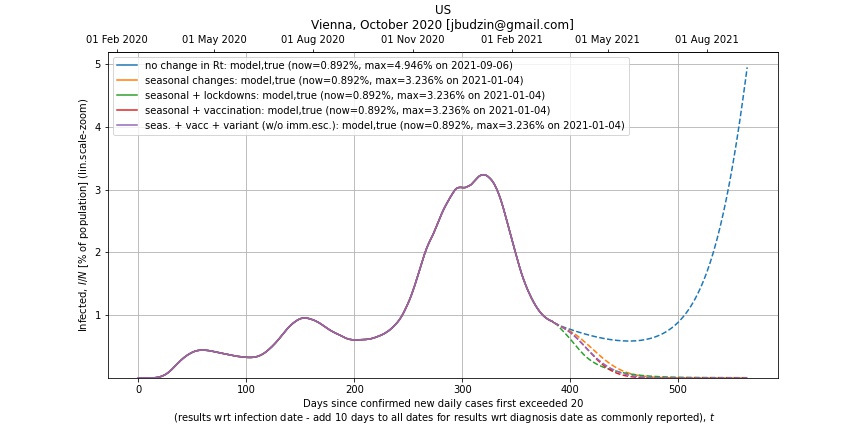 US
Vienna, October 2020 [jbudzin@gmail.com]
01 Feb 2020 01 May 2020 01 Aug 2020 01 Nov 2020 01 Feb 2021 01 May 2021 01 Aug 2021
no change in Rt: model,true (now=0.892%, max=4.946% on 2021-09-06)
seasonal changes: model,true (now=0.892%, max=3.236% on 2021-01-04)
seasonal + lockdowns: model,true (now=0.892%, max=3.236% on 2021-01-04)
seasonal + vaccination: model,true (now=0.892%, max=3.236% on 2021-01-04)
seas. + vacc + variant (w/o imm.esc.): model,true (now=0.892%, max=3.236% on 2021-01-04)
Infected, I/N [% of population] (lin.scale-zoom)
5
4
3
2
1
0 100 200 300 400 500
Days since confirmed new daily cases first exceeded 20
(results wrt infection date - add 10 days to all dates for results wrt diagnosis date as commonly reported), t